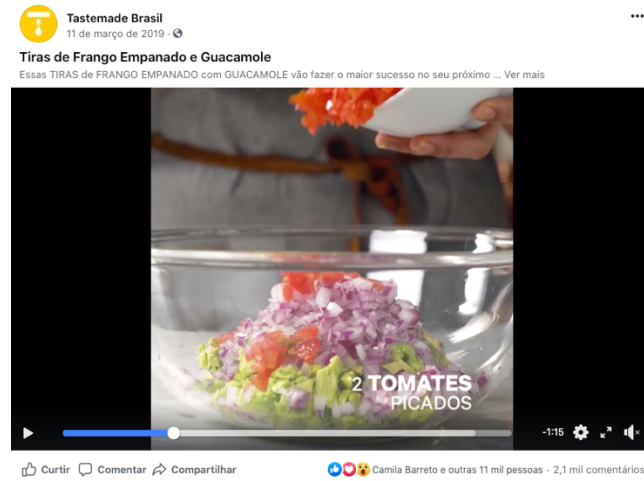 Tastemade Brasil
11 de março de 2019 ·
Tiras de Frango Empanado e Guacamole
Essas TIRAS de FRANGO EMPANADO com GUACAMOLE vão fazer o maior sucesso no seu próximo ... Ver mais
2 TOMATES
PICADOS
-1:15
Curtir Comentar Compartilhar Camila Barreto e outras 11 mil pessoas · 2,1 mil comentários